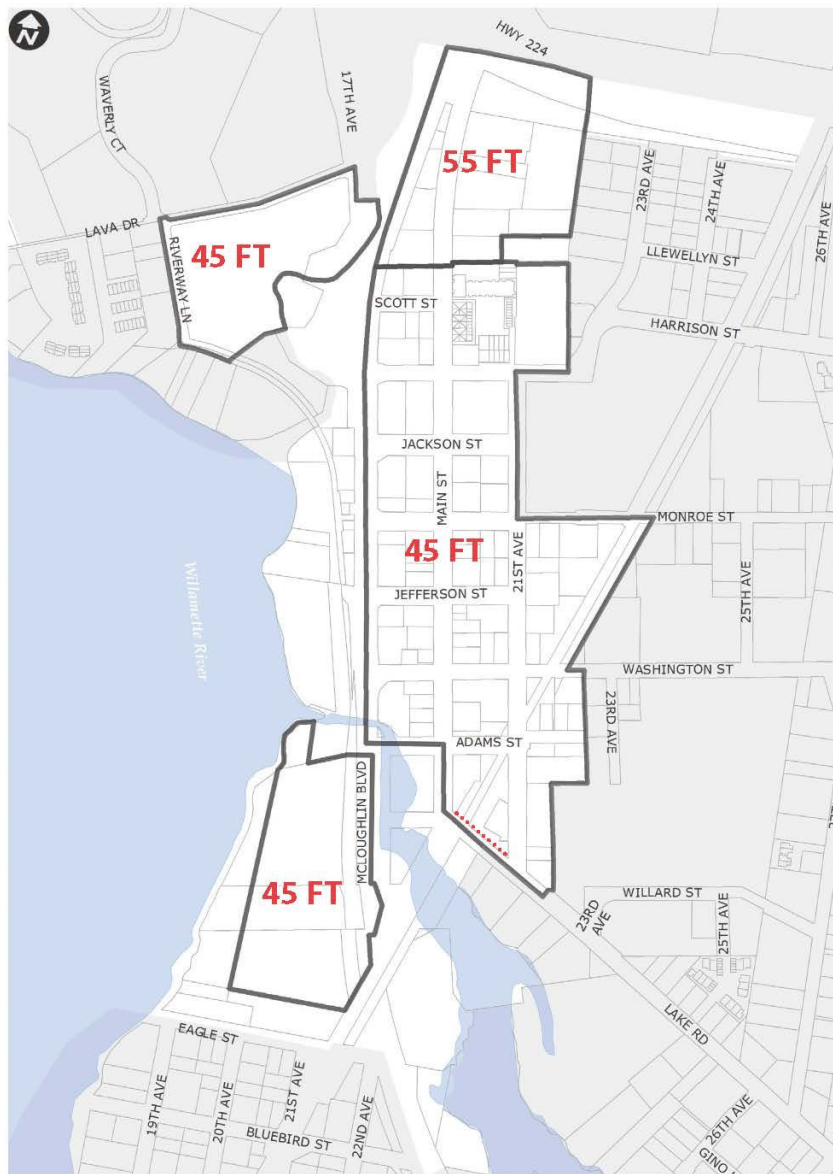 N
HWY 224
WAVERLY CT
17TH AVE
55 FT
23RD AVE
24TH AVE
26TH AVE
LAVA DR
RIVERWAY LN
45 FT
LLEWELLYN ST
SCOTT ST
HARRISON ST
JACKSON ST
MAIN ST
MONROE ST
45 FT
21ST AVE
25TH AVE
JEFFERSON ST
Willamette River
WASHINGTON ST
23RD AVE
ADAMS ST
MCLOUGHLIN BLVD
45 FT
WILLARD ST
23RD AVE
25TH AVE
LAKE RD
EAGLE ST
19TH AVE
20TH AVE
21ST AVE
22ND AVE
BLUEBIRD ST
26TH AVE
GINO